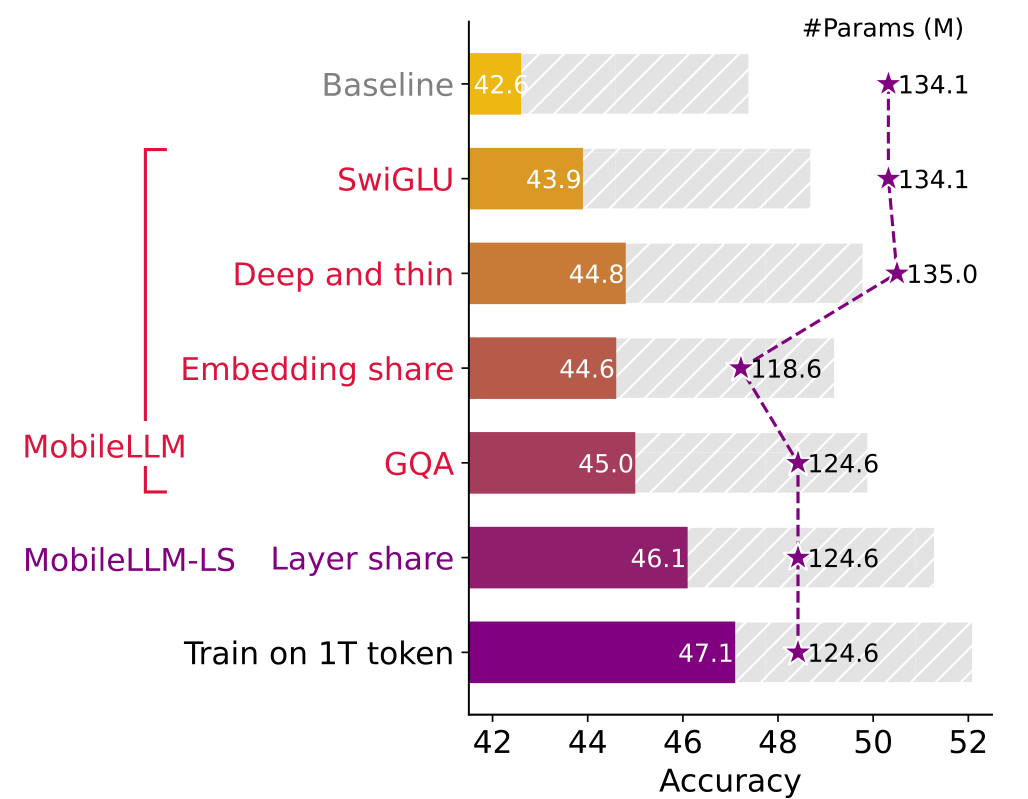 #Params (M)
Baseline 42.6 134.1
SwiGLU 43.9 134.1
Deep and thin 44.8 135.0
Embedding share 44.6 118.6
MobileLLM
GQA 45.0 124.6
MobileLLM-LS Layer share 46.1 124.6
Train on 1T token 47.1 124.6
42 44 46 48 50 52
Accuracy